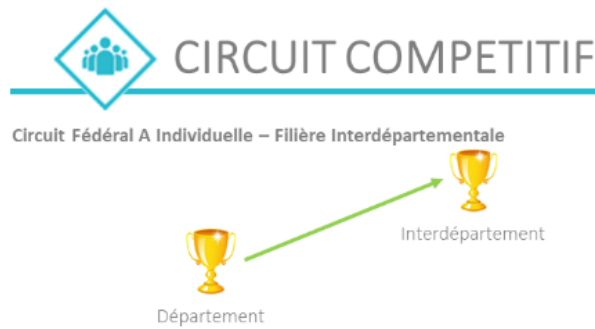 CIRCUIT COMPETITIF
Circuit Fédéral A Individuelle – Filière Interdépartementale
Interdépartement
Département